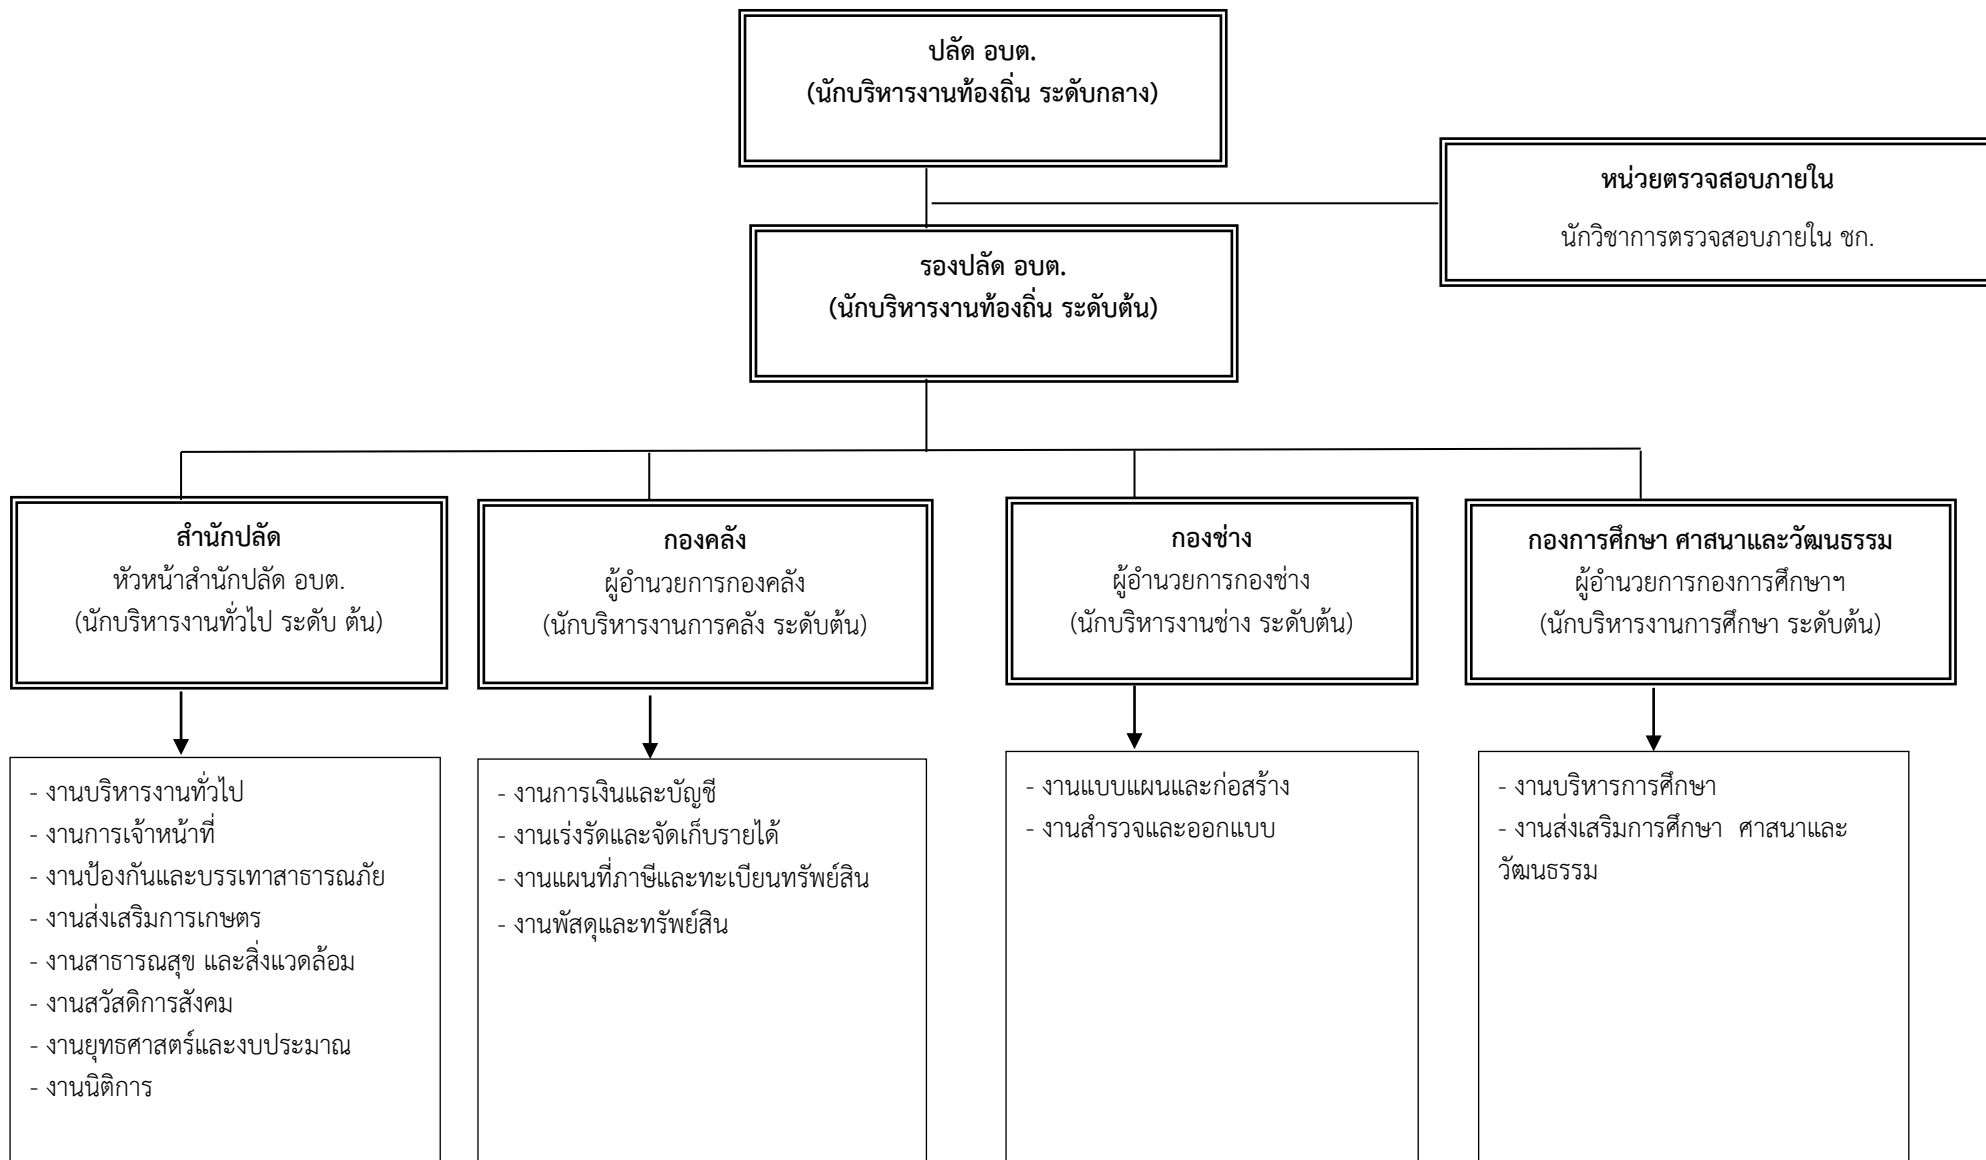 ปลัด อบต.
(นักบริหารงานท้องถิ่น ระดับกลาง)
หน่วยตรวจสอบภายใน
นักวิชาการตรวจสอบภายใน ชก.
รองปลัด อบต.
(นักบริหารงานท้องถิ่น ระดับต้น)
สำนักปลัด
หัวหน้าสำนักปลัด อบต.
(นักบริหารงานทั่วไป ระดับ ต้น)
กองคลัง
ผู้อำนวยการกองคลัง
(นักบริหารงานการคลัง ระดับต้น)
กองช่าง
ผู้อำนวยการกองช่าง
(นักบริหารงานช่าง ระดับต้น)
กองการศึกษา ศาสนาและวัฒนธรรม
ผู้อำนวยการกองการศึกษาฯ
(นักบริหารงานการศึกษา ระดับต้น)
- งานบริหารงานทั่วไป
- งานการเจ้าหน้าที่
- งานป้องกันและบรรเทาสาธารณภัย
- งานส่งเสริมการเกษตร
- งานสาธารณสุข และสิ่งแวดล้อม
- งานสวัสดิการสังคม
- งานยุทธศาสตร์และงบประมาณ
- งานนิติการ
- งานการเงินและบัญชี
- งานเร่งรัดและจัดเก็บรายได้
- งานแผนที่ภาษีและทะเบียนทรัพย์สิน
- งานพัสดุและทรัพย์สิน
- งานแบบแผนและก่อสร้าง
- งานสำรวจและออกแบบ
- งานบริหารการศึกษา
- งานส่งเสริมการศึกษา ศาสนาและ
วัฒนธรรม